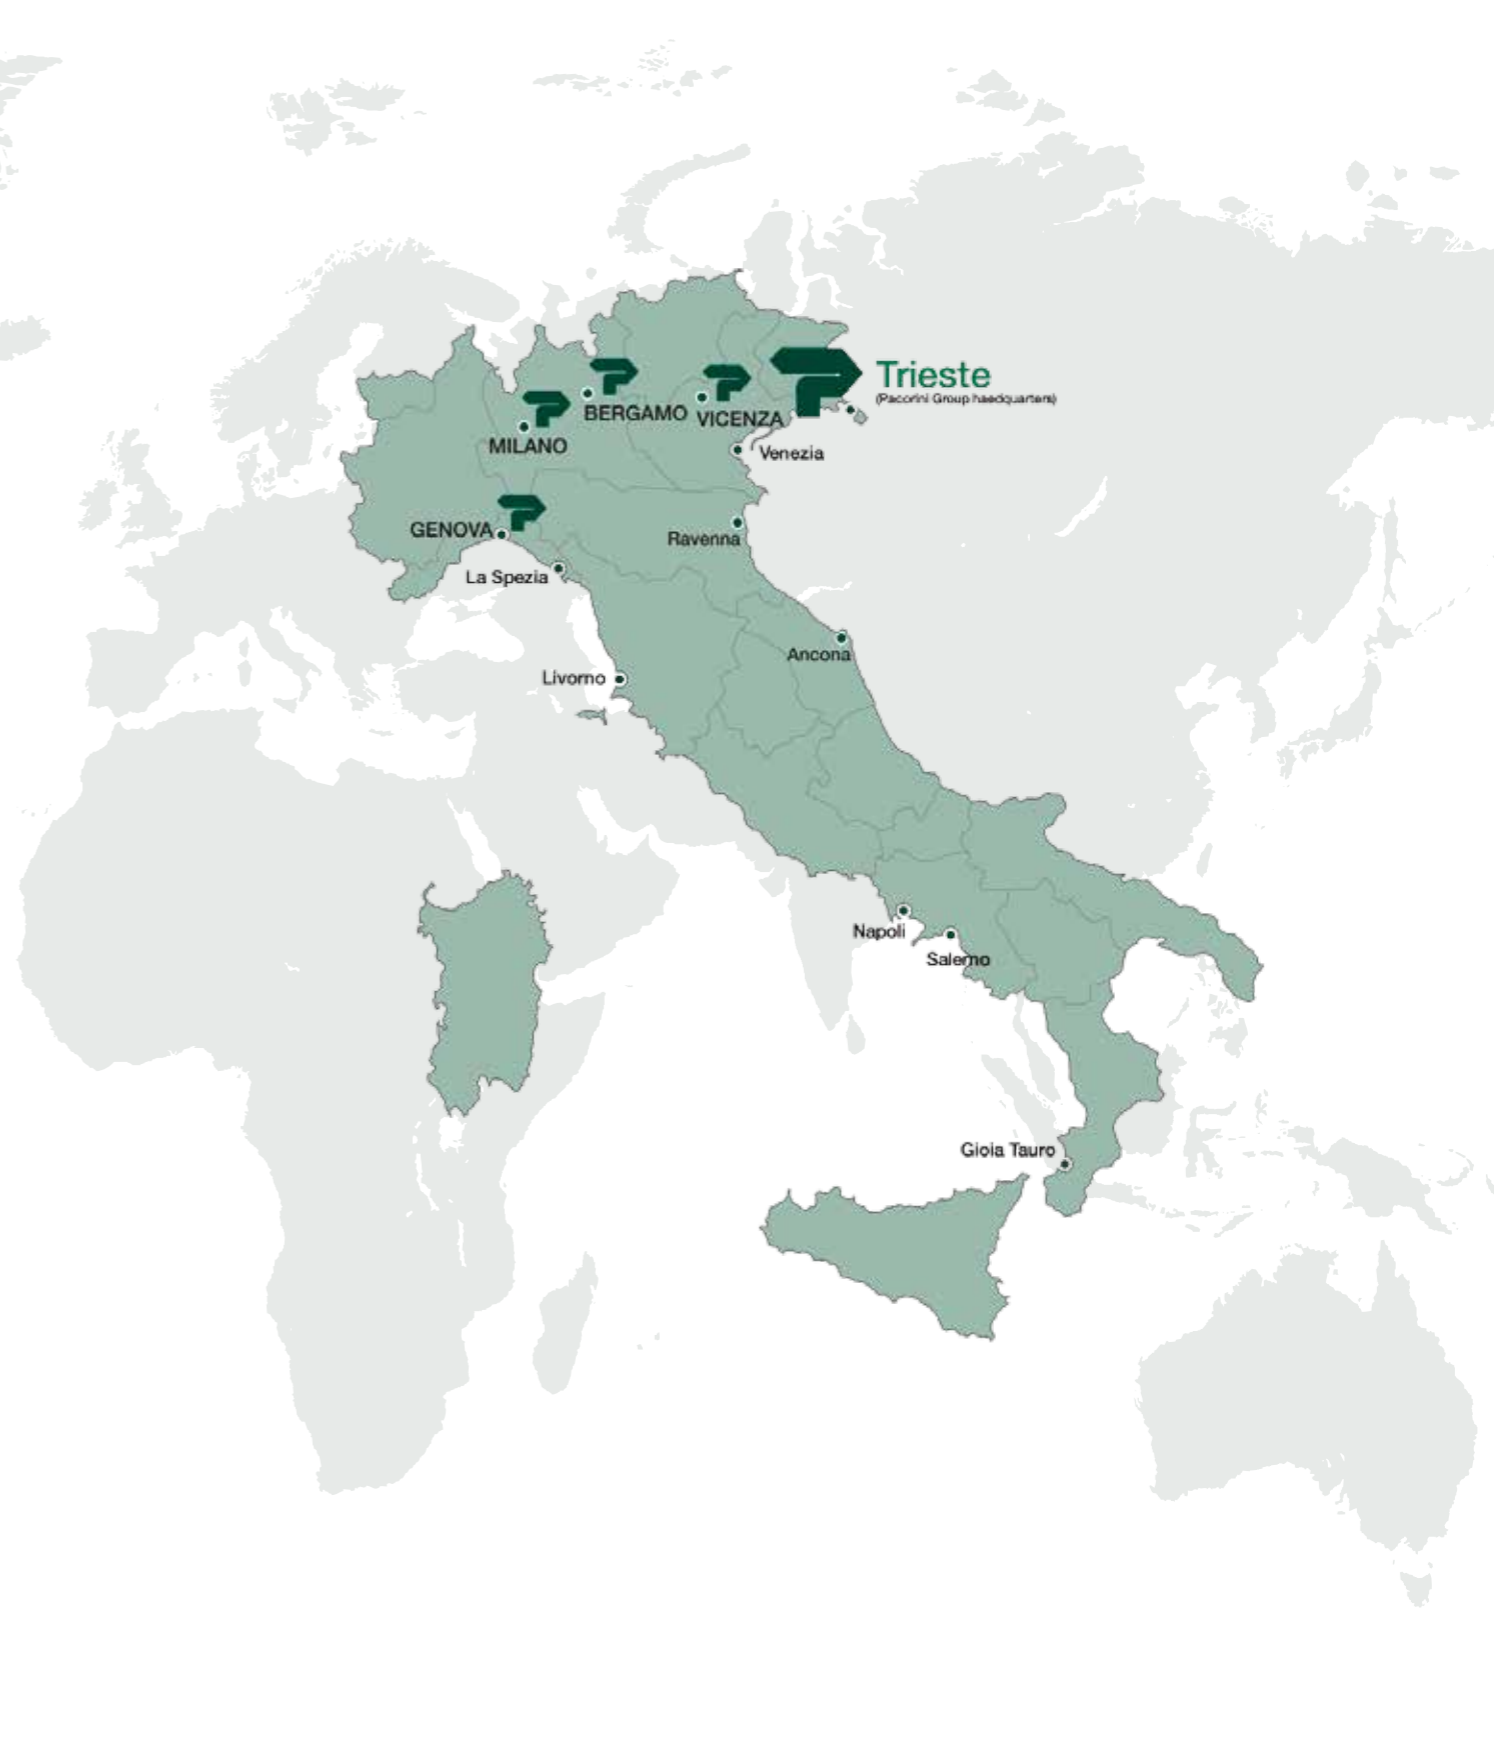 Trieste
(Pacorini Group haedquarters)
BERGAMO
VICENZA
MILANO
Venezia
GENOVA
Ravenna
La Spezia
Ancona
Livorno
Napoli
Salerno
Gioia Tauro